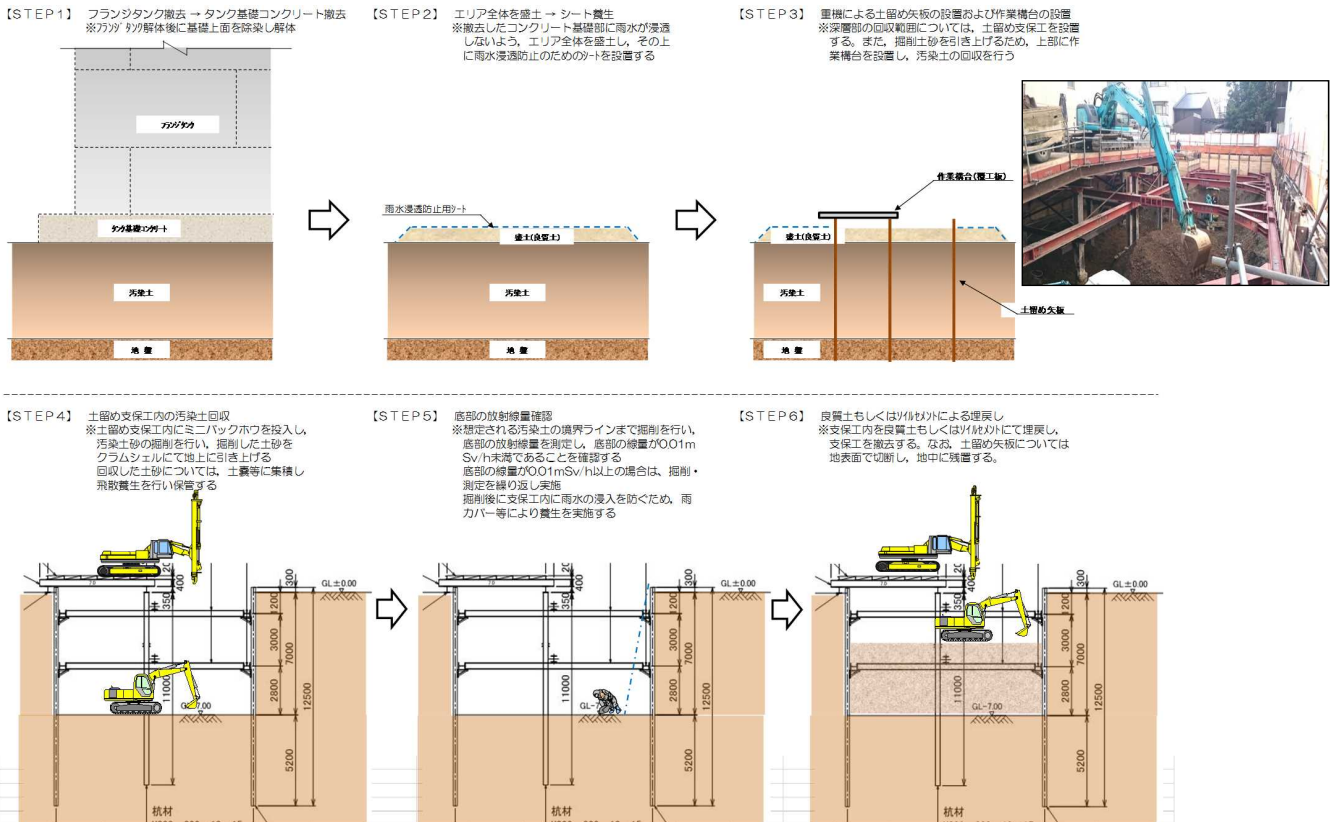 【STEP1】 フランジタンク撤去 → タンク基礎コンクリート撤去
※フランジタンク解体後に基礎上面を除染し解体
フランジタンク
タンク基礎コンクリート
汚染土
地 盤
【STEP2】 エリア全体を盛土 → シート養生
※撤去したコンクリート基礎部に雨水が浸透
しないよう，エリア全体を盛土し，その上
に雨水浸透防止のためのシートを設置する
雨水浸透防止用シート
盛土(良質土)
汚染土
地 盤
【STEP3】 重機による土留め矢板の設置および作業構台の設置
※深層部の回収範囲については，土留め支保工を設置
する。また，掘削土砂を引き上げるため，上部に作
業構台を設置し，汚染土の回収を行う
作業構台(覆工板)
盛土(良質土)
汚染土
土留め矢板
地 盤
【STEP4】 土留め支保工内の汚染土回収
※土留め支保工内にミニバックホウを投入し，
汚染土砂の掘削を行い，掘削した土砂を
クラムシェルにて地上に引き上げる
回収した土砂については，土嚢等に集積し
飛散養生を行い保管する
GL±0.00
300
400
350
1200
3000
7000
2800
11000
12500
5200
杭材
【STEP5】 底部の放射線量確認
※想定される汚染土の境界ラインまで掘削を行い，
底部の放射線量を測定し，底部の線量が0.01m
Sv/h未満であることを確認する
底部の線量が0.01mSv/h以上の場合は，掘削・
測定を繰り返し実施
掘削後に支保工内に雨水の浸入を防ぐため，雨
カバー等により養生を実施する
GL±0.00
300
400
350
1200
3000
7000
2800
11000
12500
5200
杭材
【STEP6】 良質土もしくはソイルセメントによる埋戻し
※支保工内を良質土もしくはソイルセメントにて埋戻し，
支保工を撤去する。なお，土留め矢板については
地表面で切断し，地中に残置する。
GL±0.00
300
400
350
1200
3000
7000
2800
11000
12500
GL-7.00
5200
杭材